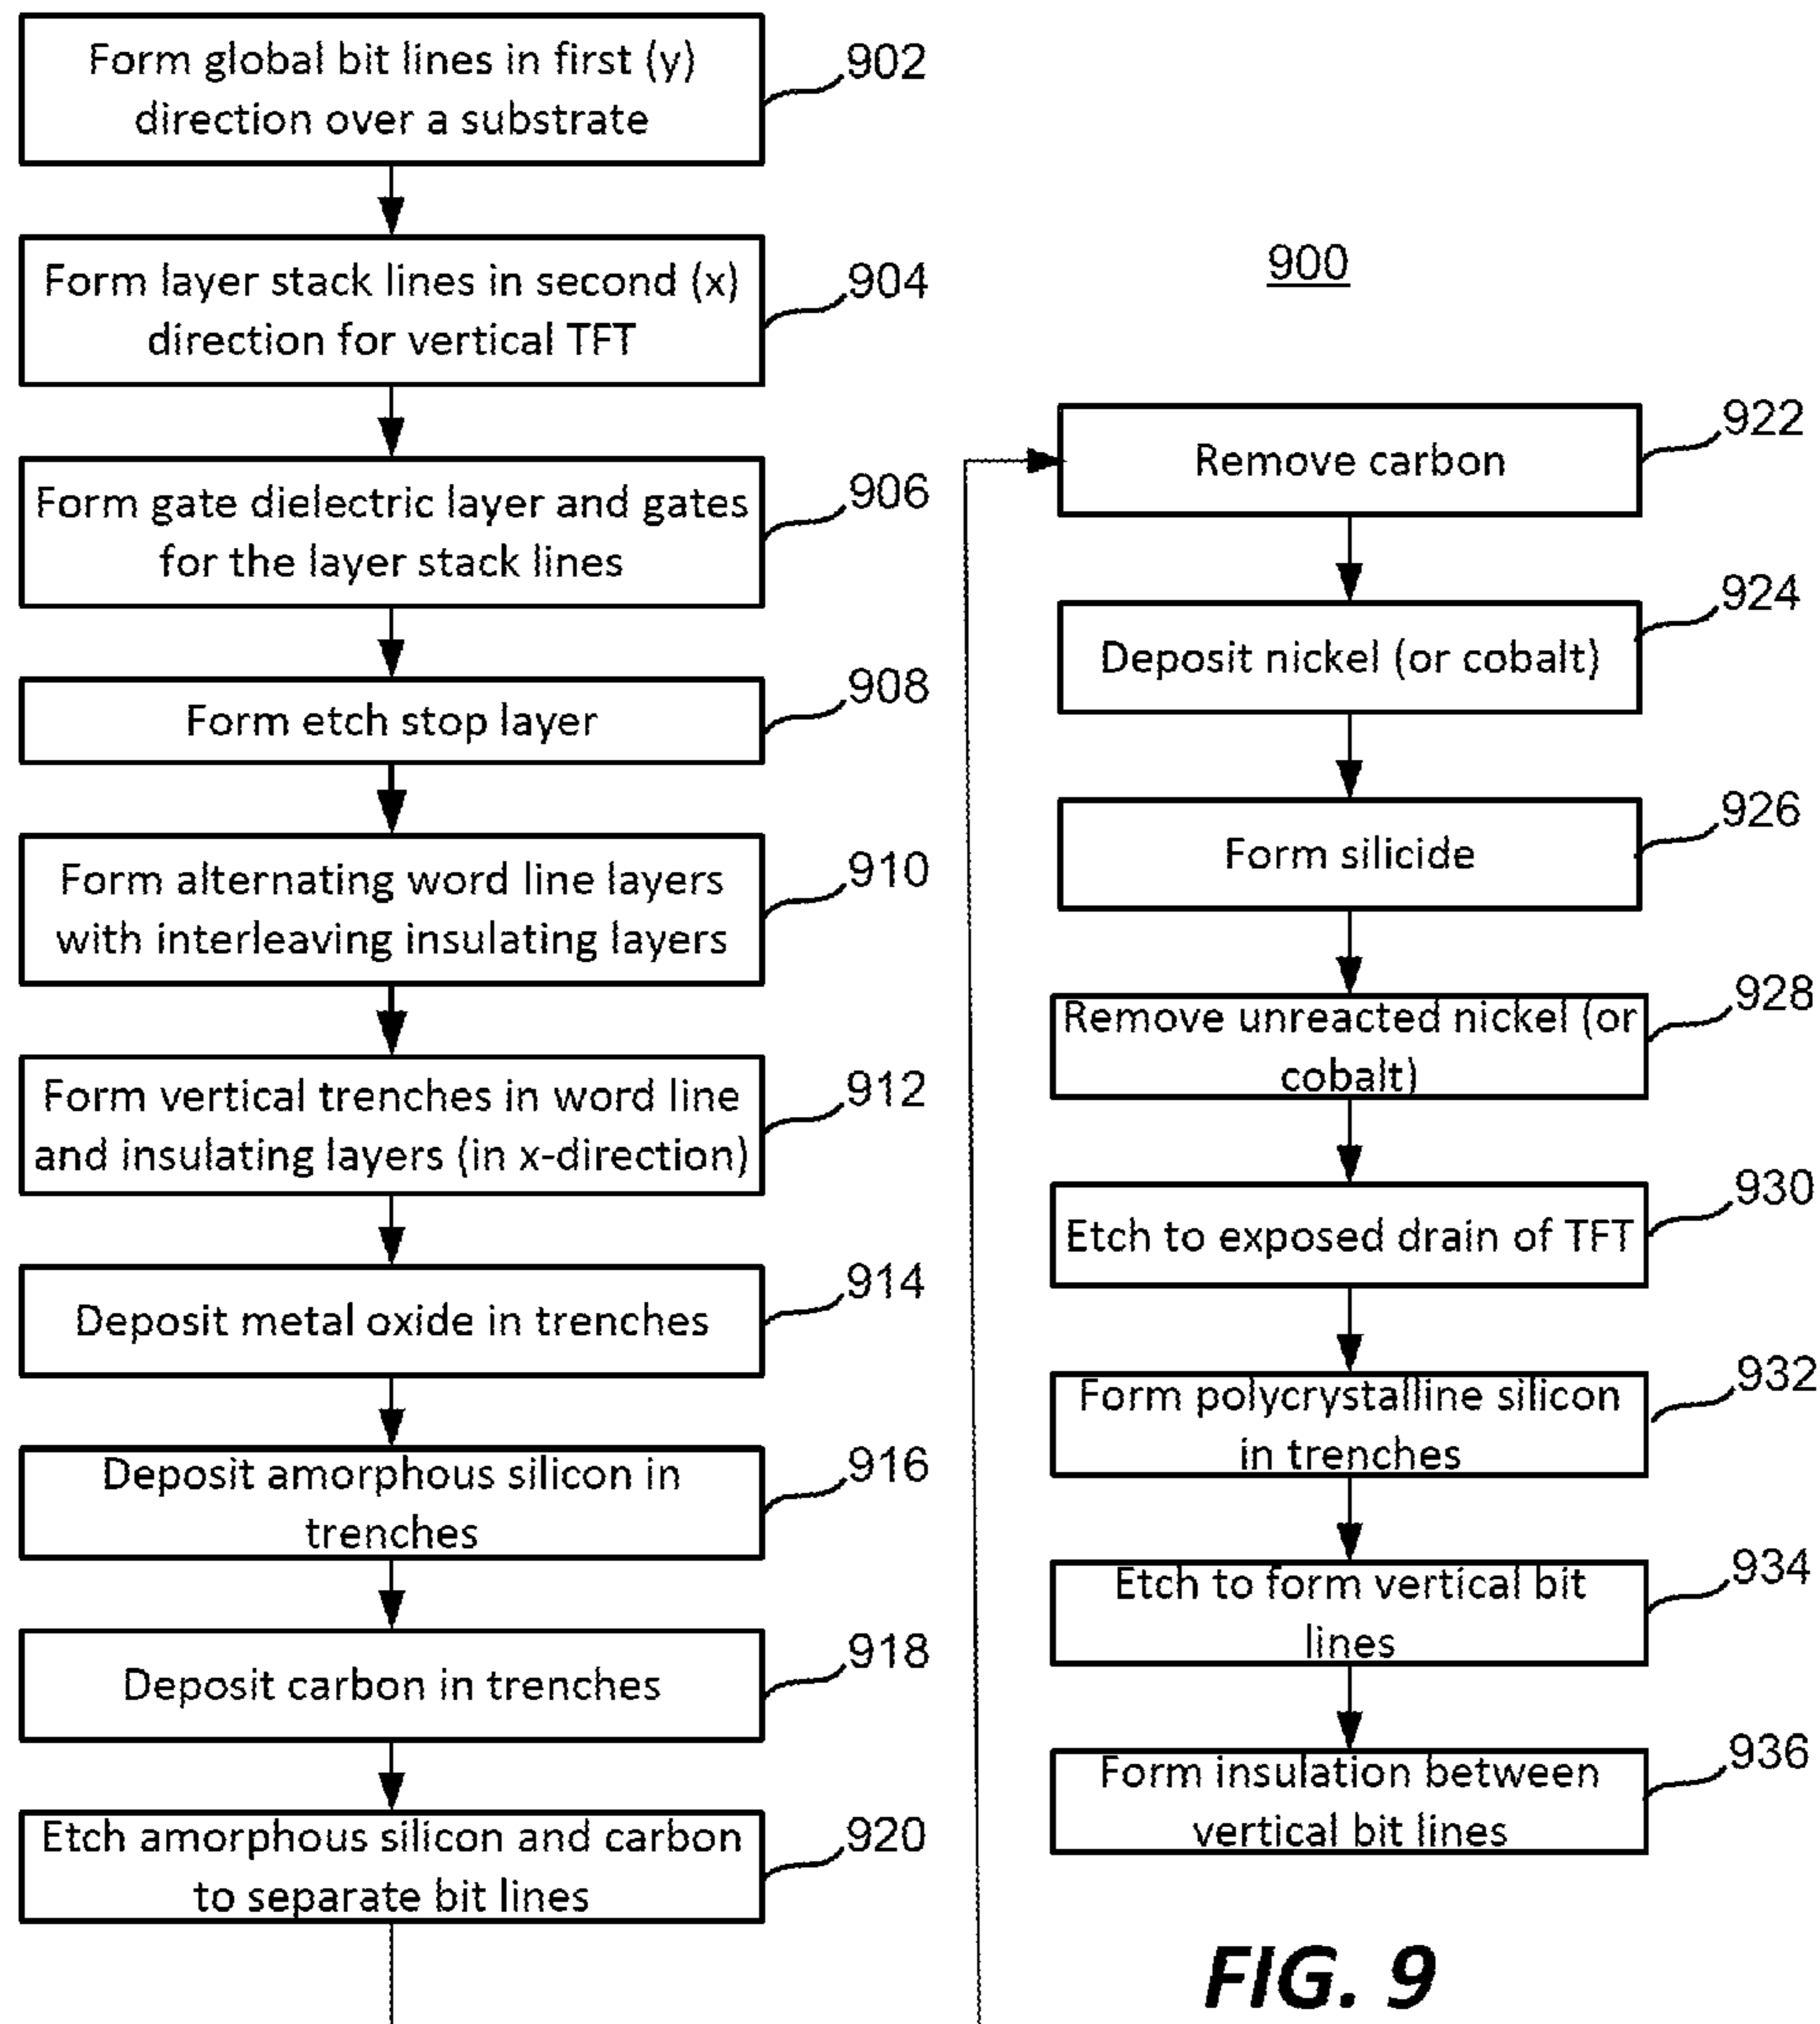 Form global bit lines in first (y)
direction over a substrate
902
Form layer stack lines in second (x)
direction for vertical TFT
904
Form gate dielectric layer and gates
for the layer stack lines
906
Form etch stop layer
908
Form alternating word line layers
with interleaving insulating layers
910
Form vertical trenches in word line
and insulating layers (in x-direction)
912
Deposit metal oxide in trenches
914
Deposit amorphous silicon in
trenches
916
Deposit carbon in trenches
918
Etch amorphous silicon and carbon
to separate bit lines
920
900
Remove carbon
922
Deposit nickel (or cobalt)
924
Form silicide
926
Remove unreacted nickel (or
cobalt)
928
Etch to exposed drain of TFT
930
Form polycrystalline silicon
in trenches
932
Etch to form vertical bit
lines
934
Form insulation between
vertical bit lines
936
FIG. 9